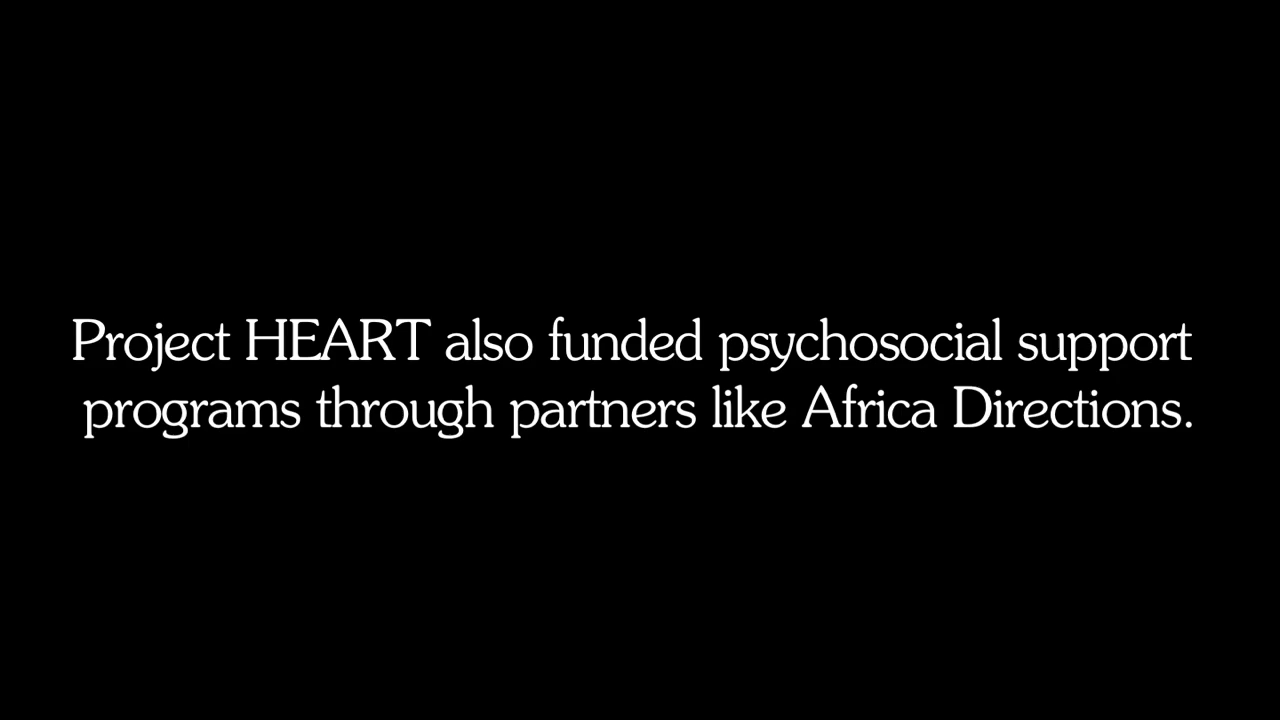 Project HEART also funded psychosocial support
programs through partners like Africa Directions.